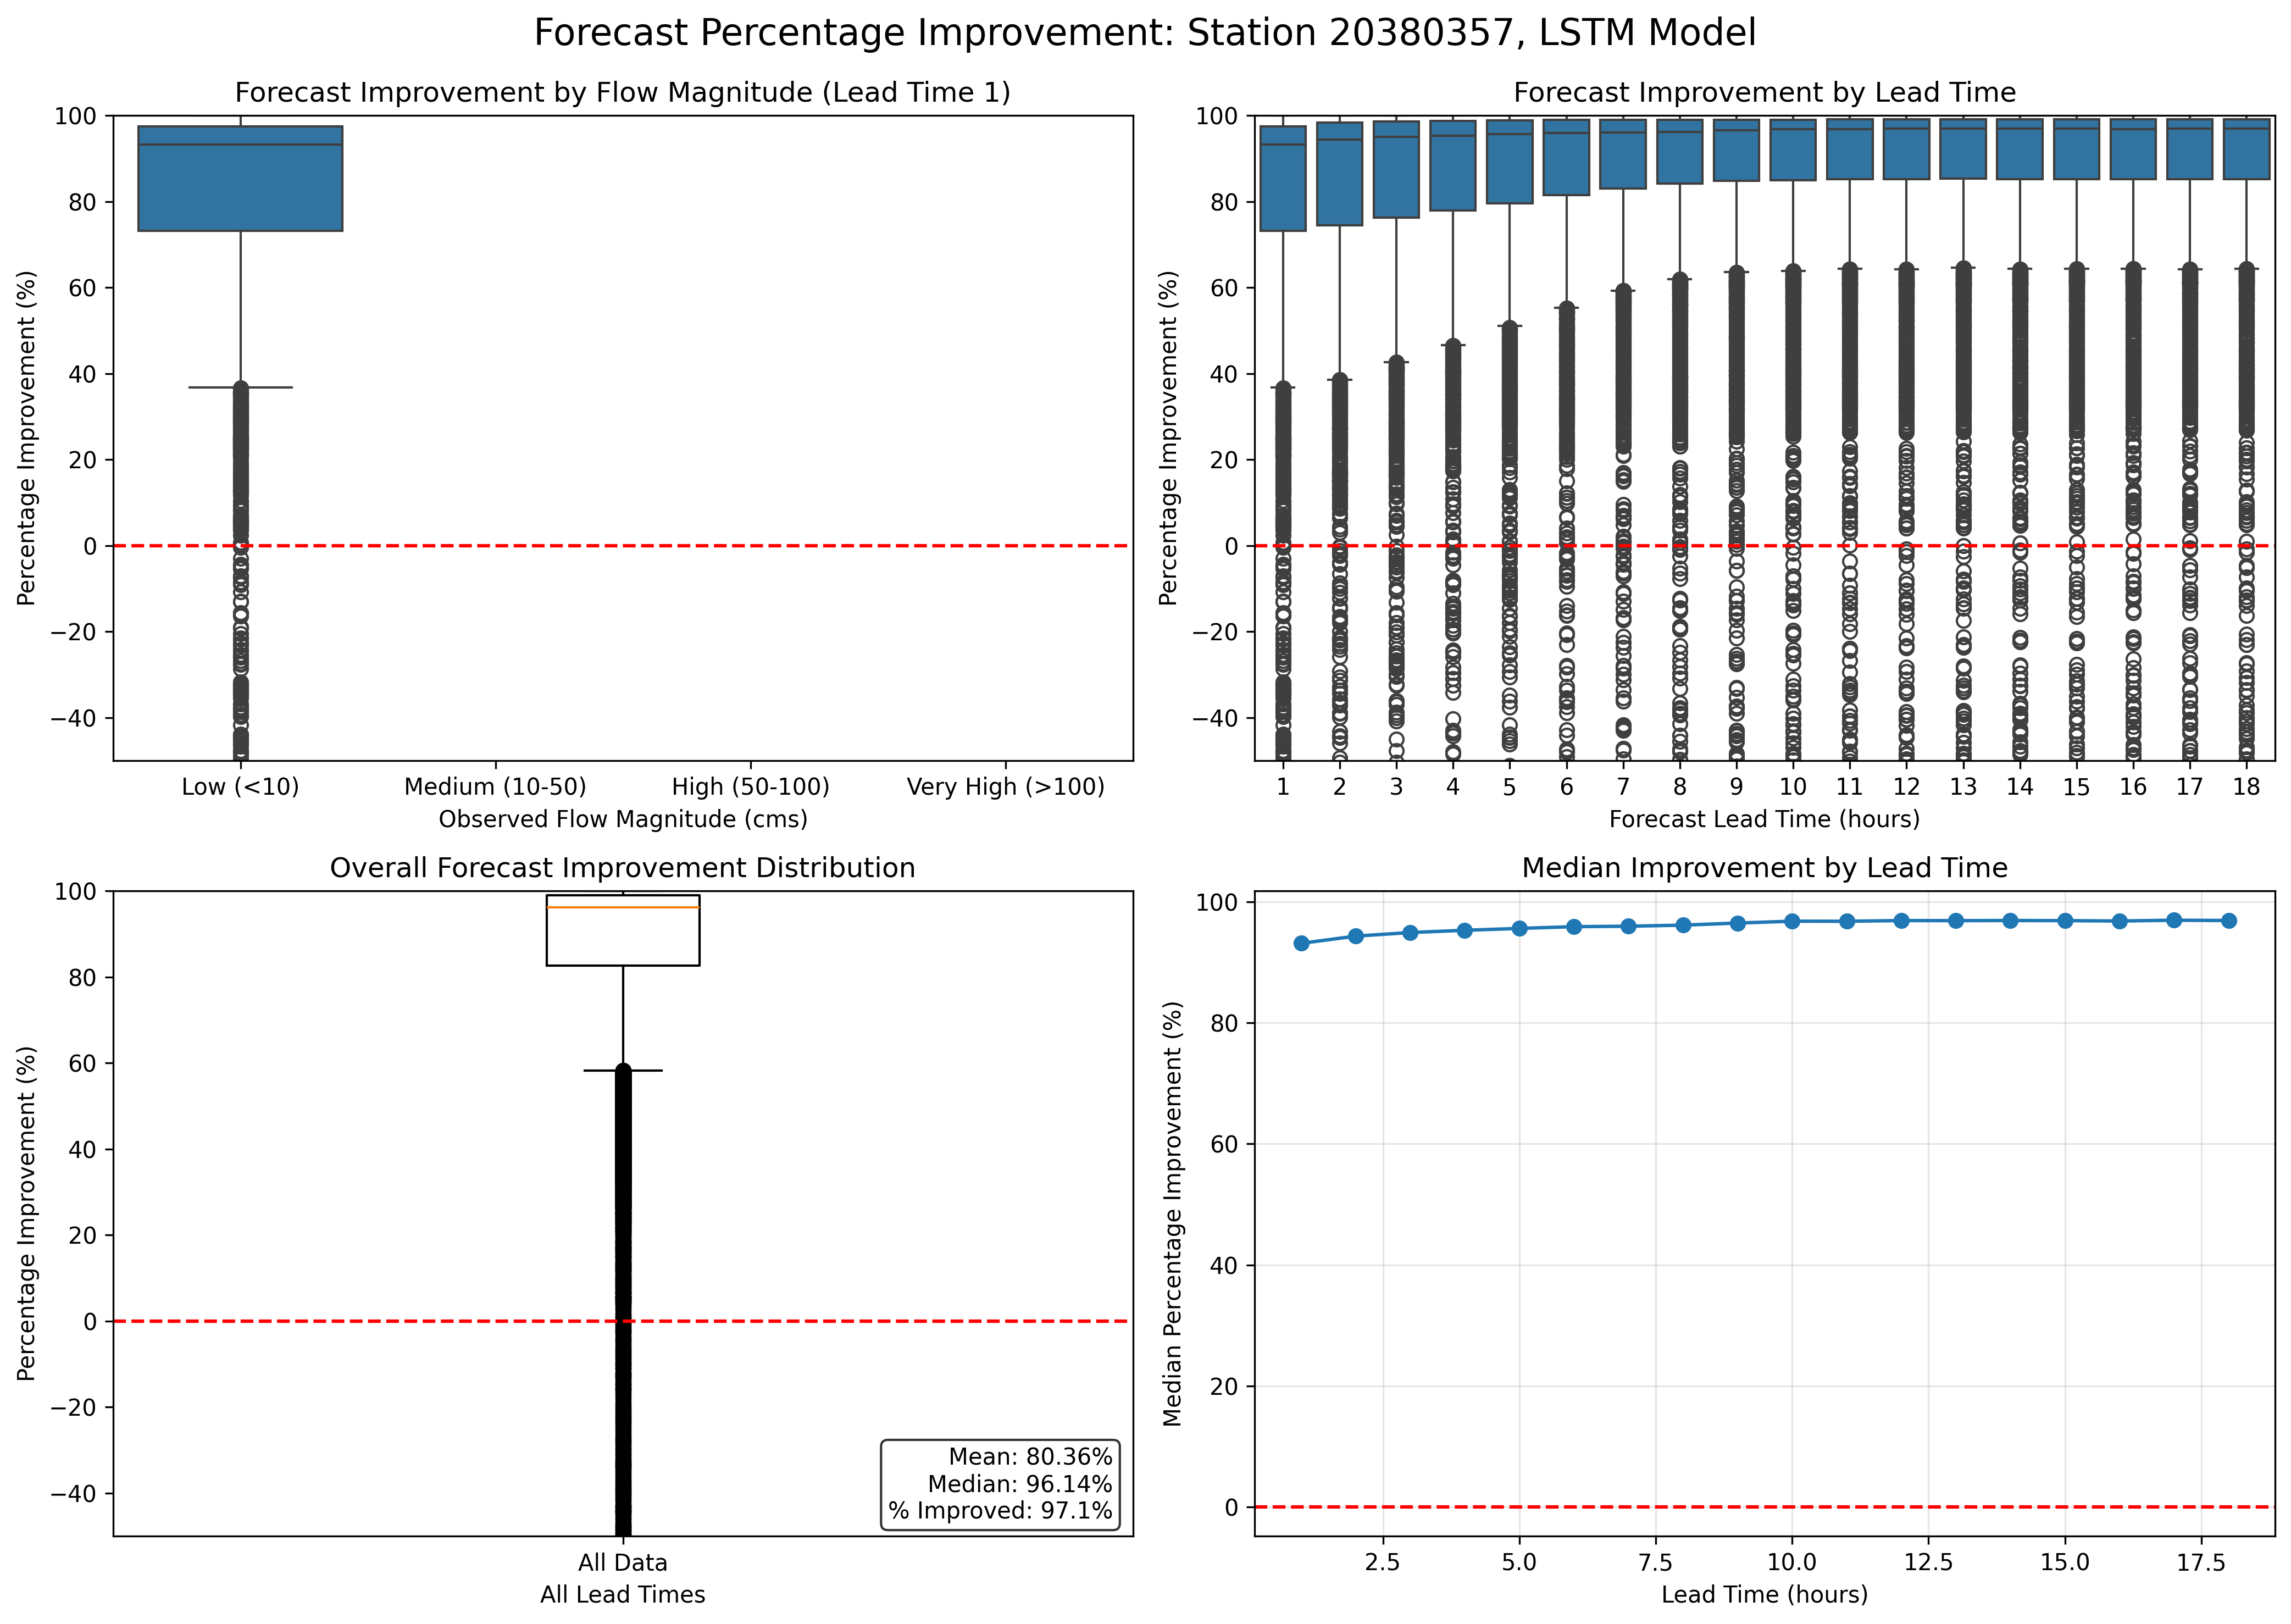 Forecast Percentage Improvement: Station 20380357, LSTM Model
Forecast Improvement by Flow Magnitude (Lead Time 1)
100
80
60
40
20
0
−20
−40
Percentage Improvement (%)
Low (<10)
Medium (10-50)
High (50-100)
Very High (>100)
Observed Flow Magnitude (cms)
Forecast Improvement by Lead Time
100
80
60
40
20
0
−20
−40
Percentage Improvement (%)
1 2 3 4 5 6 7 8 9 10 11 12 13 14 15 16 17 18
Forecast Lead Time (hours)
Overall Forecast Improvement Distribution
100
80
60
40
20
0
−20
−40
Percentage Improvement (%)
Mean: 80.36%
Median: 96.14%
% Improved: 97.1%
All Data
All Lead Times
Median Improvement by Lead Time
100
80
60
40
20
0
Median Percentage Improvement (%)
2.5 5.0 7.5 10.0 12.5 15.0 17.5
Lead Time (hours)